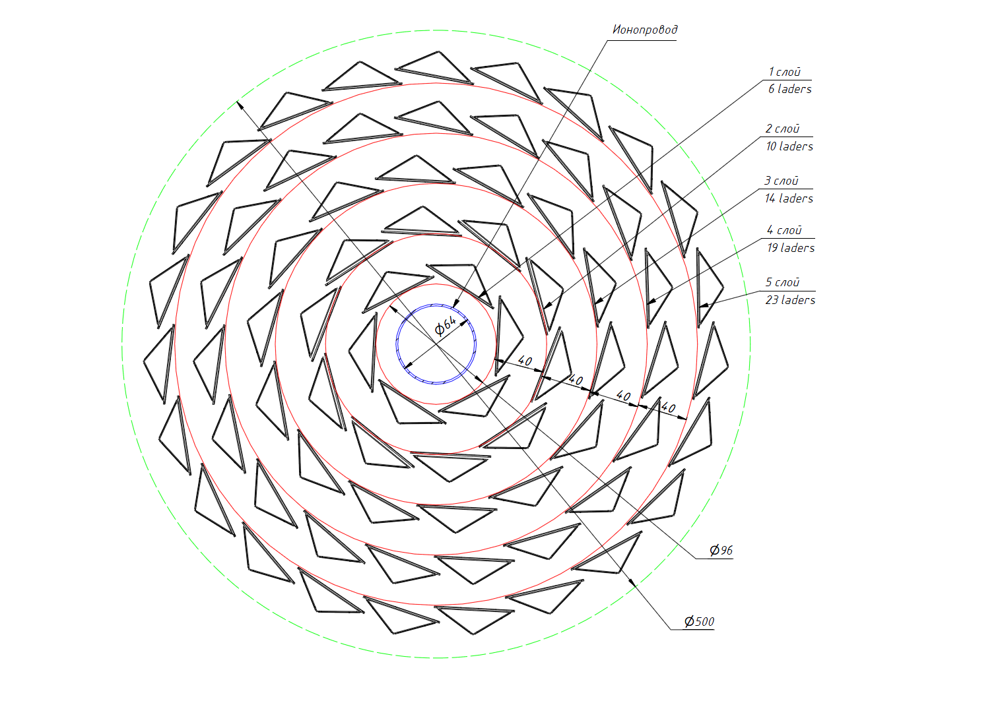 Ионопровод
1 слой
6 laders
2 слой
10 laders
3 слой
14 laders
4 слой
19 laders
5 слой
23 laders
Ø64
40
40
40
40
Ø96
Ø500